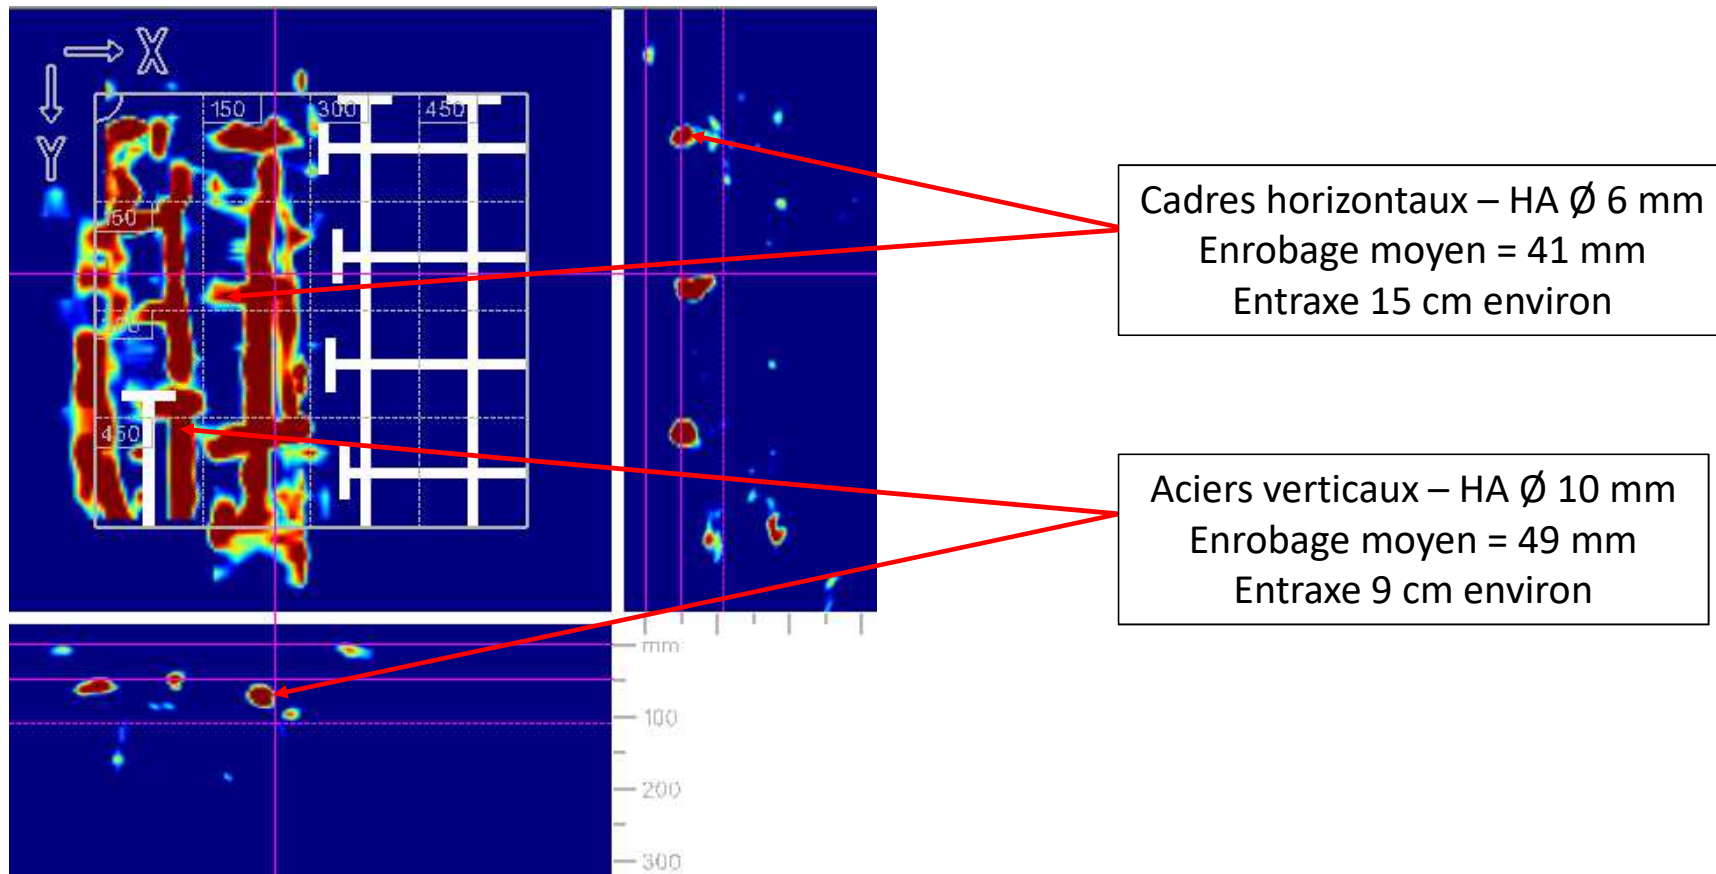 X
Y
150
300
450
150
300
450
mm
100
200
300
Cadres horizontaux – HA Ø 6 mm
Enrobage moyen = 41 mm
Entraxe 15 cm environ
Aciers verticaux – HA Ø 10 mm
Enrobage moyen = 49 mm
Entraxe 9 cm environ